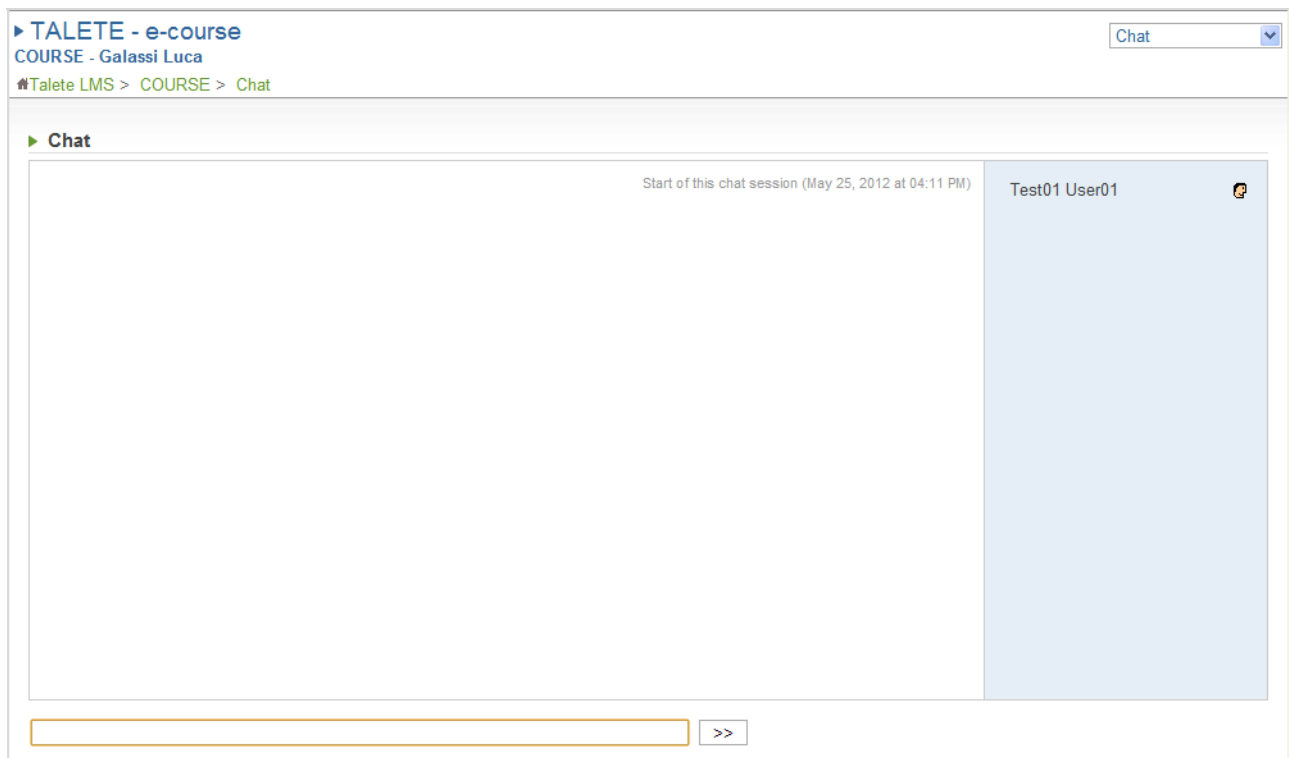 TALETE - e-course
Chat
COURSE - Galassi Luca
Talete LMS > COURSE > Chat
Chat
Start of this chat session (May 25, 2012 at 04:11 PM)
Test01 User01
>>